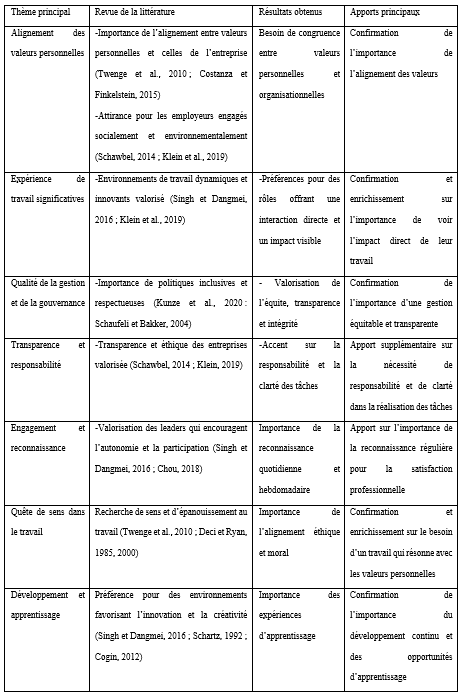 Thème principal
Revue de la littérature
Résultats obtenus
Apports principaux
Alignement des
valeurs personnelles
-Importance de l'alignement entre valeurs
personnelles et celles de l'entreprise
(Twenge et al., 2010 ; Costanza et
Finkelstein, 2015)
-Attirance pour les employeurs engagés
socialement et environnementalement
(Schawbel, 2014 ; Klein et al., 2019)
Besoin de congruence
entre valeurs
personnelles et
organisationnelles
Confirmation de
l'importance de
l'alignement des valeurs
Expérience de
travail significatives
-Environnements de travail dynamiques et
innovants valorisé (Singh et Dangmei,
2016 ; Klein et al., 2019)
-Préférences pour des
rôles offrant une
interaction directe et
un impact visible
Confirmation et
enrichissement sur
l'importance de voir
l'impact direct de leur
travail
Qualité de la gestion
et de la gouvernance
-Importance de politiques inclusives et
respectueuses (Kunze et al., 2020 :
Schaufeli et Bakker, 2004)
- Valorisation de
l'équite, transparence
et intégrité
Confirmation de
l'importance d'une gestion
équitable et transparente
Transparence et
responsabilité
-Transparence et éthique des entreprises
valorisée (Schawbel, 2014 ; Klein, 2019)
-Accent sur la
responsabilité et la
clarté des tâches
Apport supplémentaire sur
la nécessité de
responsabilité et de clarté
dans la réalisation des tâches
Engagement et
reconnaissance
-Valorisation des leaders qui encouragent
l'autonomie et la participation (Singh et
Dangmei, 2016 ; Chou, 2018)
Importance de la
reconnaissance
quotidienne et
hebdomadaire
Apport sur l'importance de
la reconnaissance régulière
pour la satisfaction
professionnelle
Quête de sens dans
le travail
Recherche de sens et d'épanouissement au
travail (Twenge et al., 2010 ; Deci et Ryan,
1985, 2000)
Importance de
l'alignement éthique
et moral
Confirmation et
enrichissement sur le besoin
d'un travail qui résonne avec
les valeurs personnelles
Développement et
apprentissage
Préférence pour des environnements
favorisant l'innovation et la créativité
(Singh et Dangmei, 2016 ; Schartz, 1992 ;
Cogin, 2012)
Importance des
expériences
d'apprentissage
Confirmation de
l'importance du
développement continu et
des opportunités
d'apprentissage